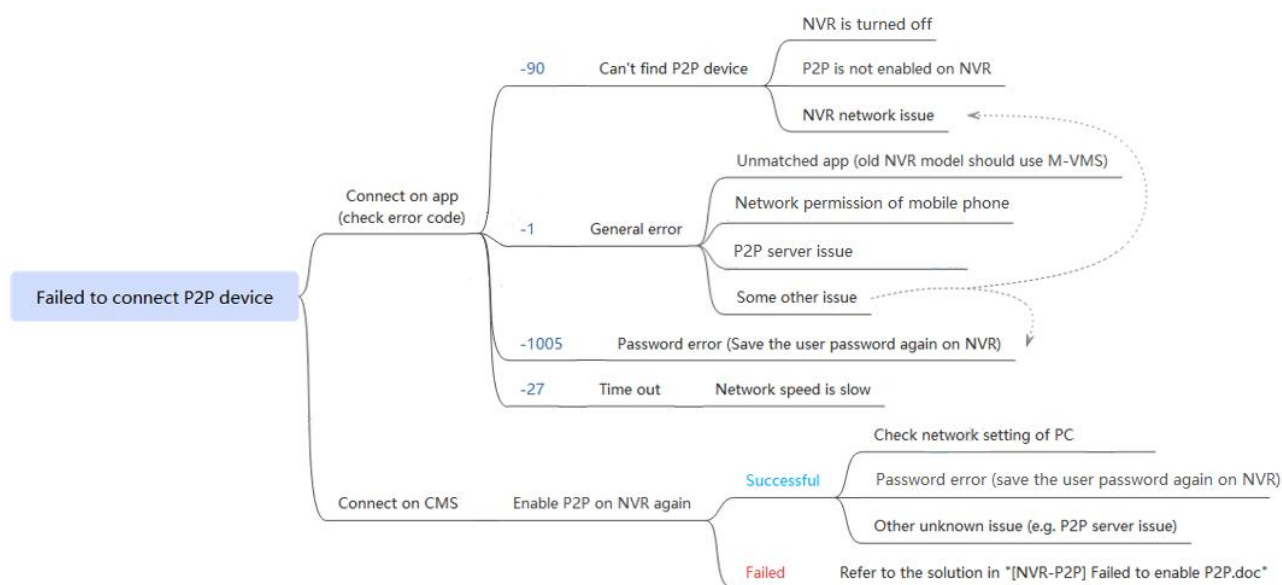 Failed to connect P2P device
Connect on app
(check error code)
-90
Can't find P2P device
NVR is turned off
P2P is not enabled on NVR
NVR network issue
-1
General error
Unmatched app (old NVR model should use M-VMS)
Network permission of mobile phone
P2P server issue
Some other issue
-1005
Password error (Save the user password again on NVR)
-27
Time out
Network speed is slow
Connect on CMS
Enable P2P on NVR again
Successful
Check network setting of PC
Password error (save the user password again on NVR)
Other unknown issue (e.g. P2P server issue)
Failed
Refer to the solution in "[NVR-P2P] Failed to enable P2P.doc"